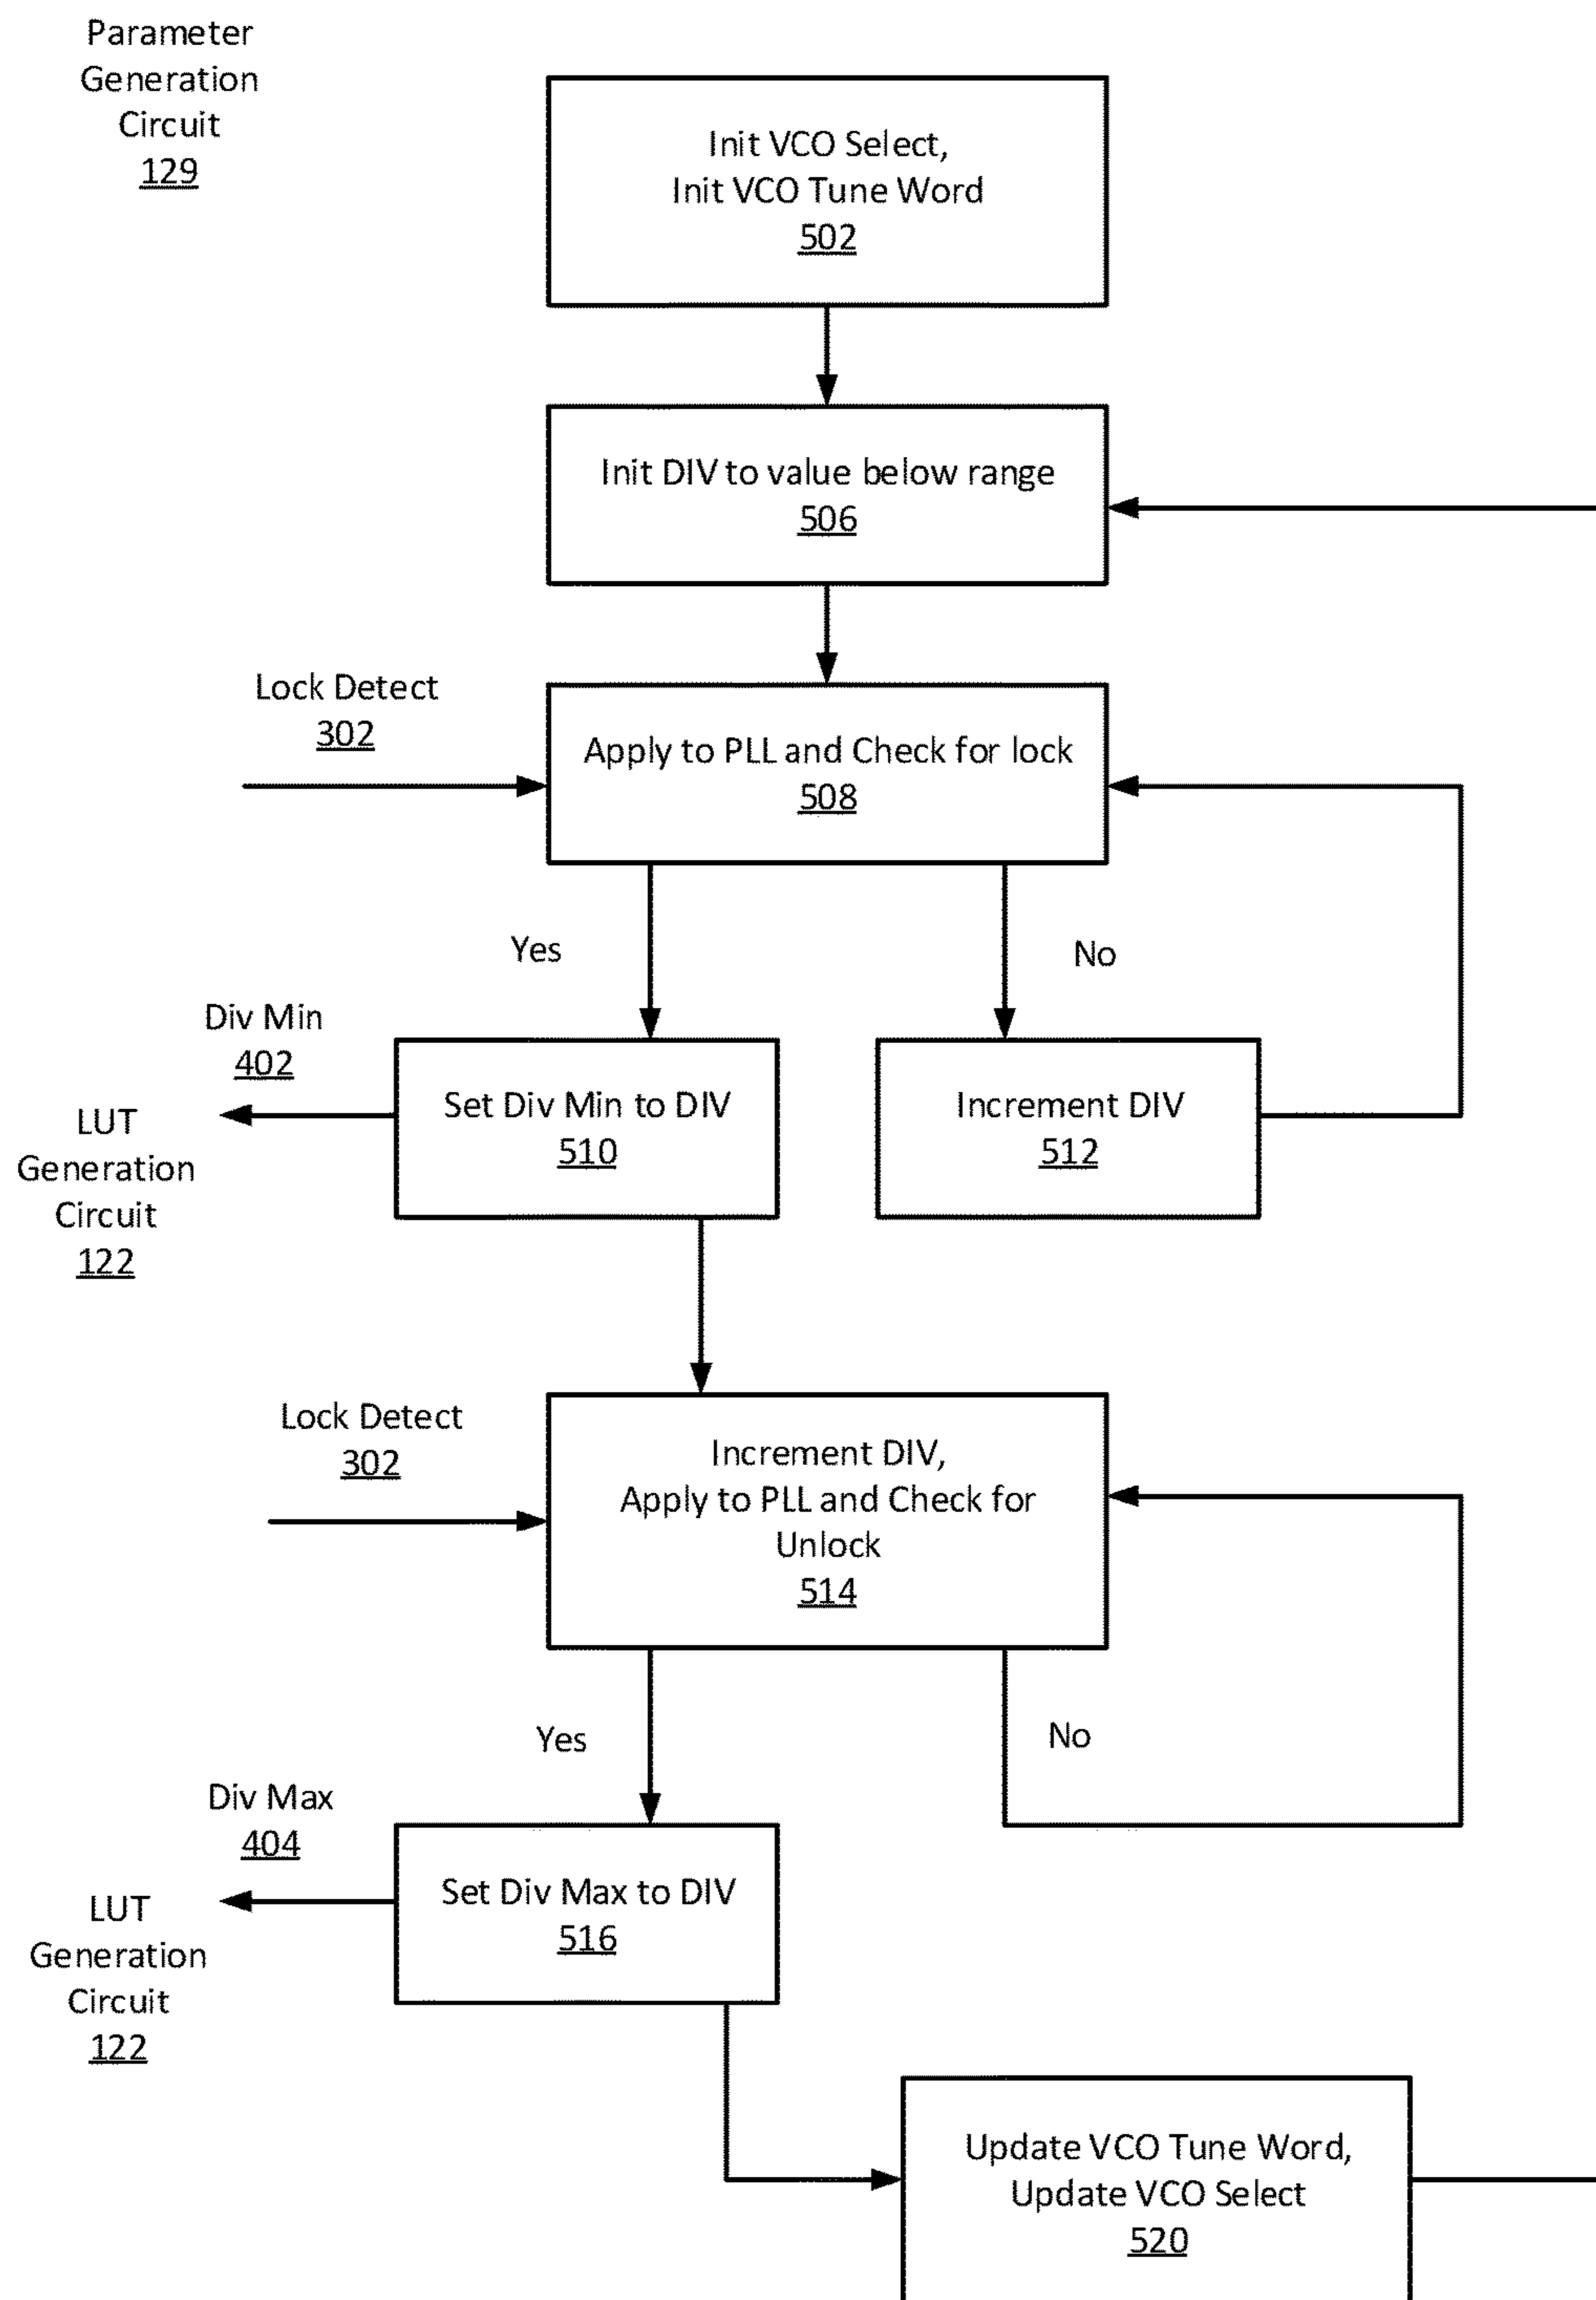 Parameter
Generation
Circuit
129
Init VCO Select,
Init VCO Tune Word
502
Init DIV to value below range
506
Lock Detect
302
Apply to PLL and Check for lock
508
Yes
No
Div Min
402
LUT
Generation
Circuit
122
Set Div Min to DIV
510
Increment DIV
512
Lock Detect
302
Increment DIV,
Apply to PLL and Check for
Unlock
514
Yes
No
Div Max
404
LUT
Generation
Circuit
122
Set Div Max to DIV
516
Update VCO Tune Word,
Update VCO Select
520